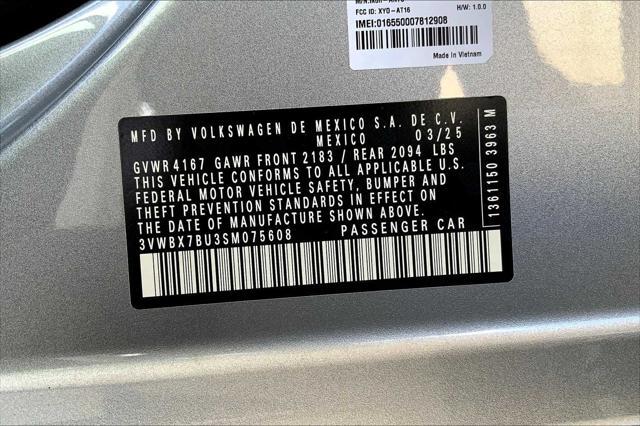 FCC ID: XYO-AT16
H/W: 1.0.0
IMEI:016550007812908
Made in Vietnam
MFD BY VOLKSWAGEN DE MEXICO S.A. DE C.V.
MEXICO 03/25
GVWR 4167 GAWR FRONT 2183 / REAR 2094 LBS
THIS VEHICLE CONFORMS TO ALL APPLICABLE U.S.
FEDERAL MOTOR VEHICLE SAFETY, BUMPER AND
THEFT PREVENTION STANDARDS IN EFFECT ON
THE DATE OF MANUFACTURE SHOWN ABOVE.
3VWBX7BU3SM075608 PASSENGER CAR
1361150 3963 M